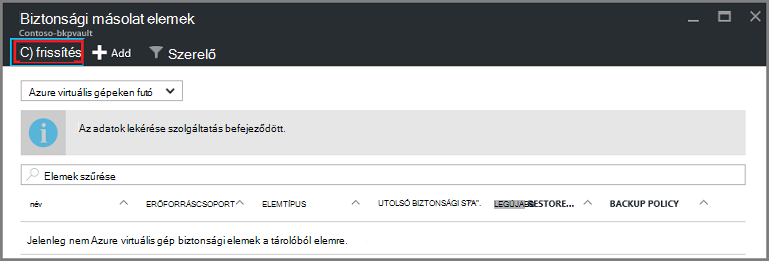 Biztonsági másolat elemek
Contoso-bkpvault
C) frissítés Add Szerelő
Azure virtuális gépeken futó
Az adatok lekérése szolgáltatás befejeződött.
Elemek szűrése
név ERŐFORRÁSCSOPORT ELEMTÍPUS UTOLSÓ BIZTONSÁGI STA". RESTORE... BACKUP POLICY
Jelenleg nem Azure virtuális gép biztonsági elemek a tárolóból elemre.